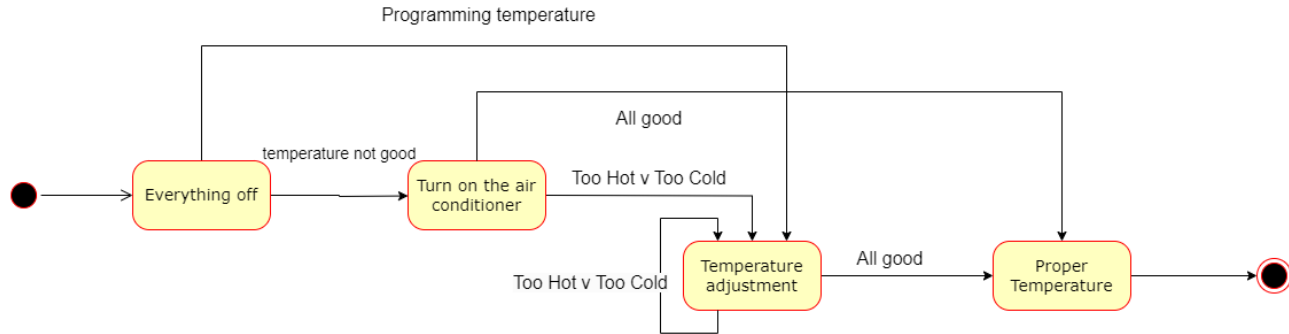 Programming temperature
All good
temperature not good
Everything off
Turn on the air
conditioner
Too Hot v Too Cold
Temperature
adjustment
All good
Proper
Temperature
Too Hot v Too Cold